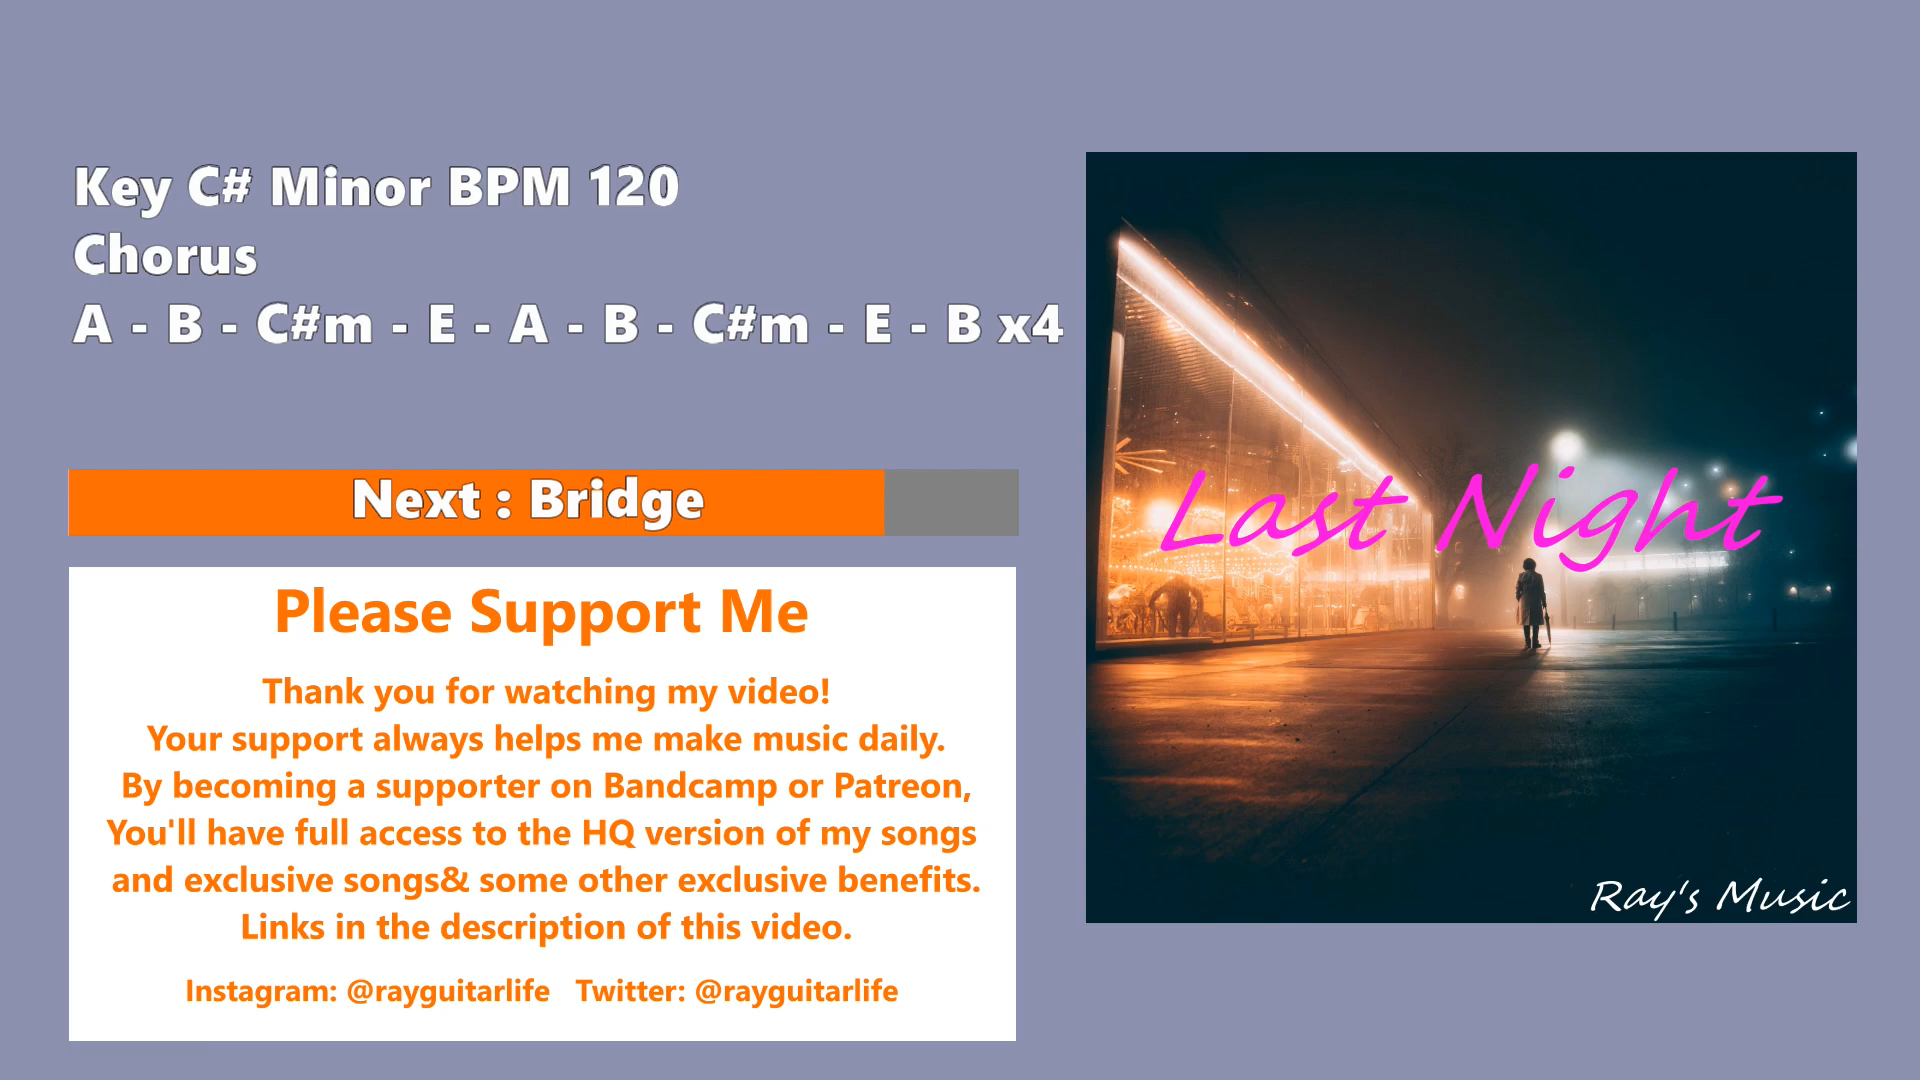 Key C# Minor BPM 120
Chorus
A - B - C#m - E - A - B - C#m - E - B x4
Next : Bridge
Please Support Me
Thank you for watching my video!
Your support always helps me make music daily.
By becoming a supporter on Bandcamp or Patreon,
You'll have full access to the HQ version of my songs
and exclusive songs& some other exclusive benefits.
Links in the description of this video.
Instagram: @rayguitarlife Twitter: @rayguitarlife
Last Night
Ray's Music